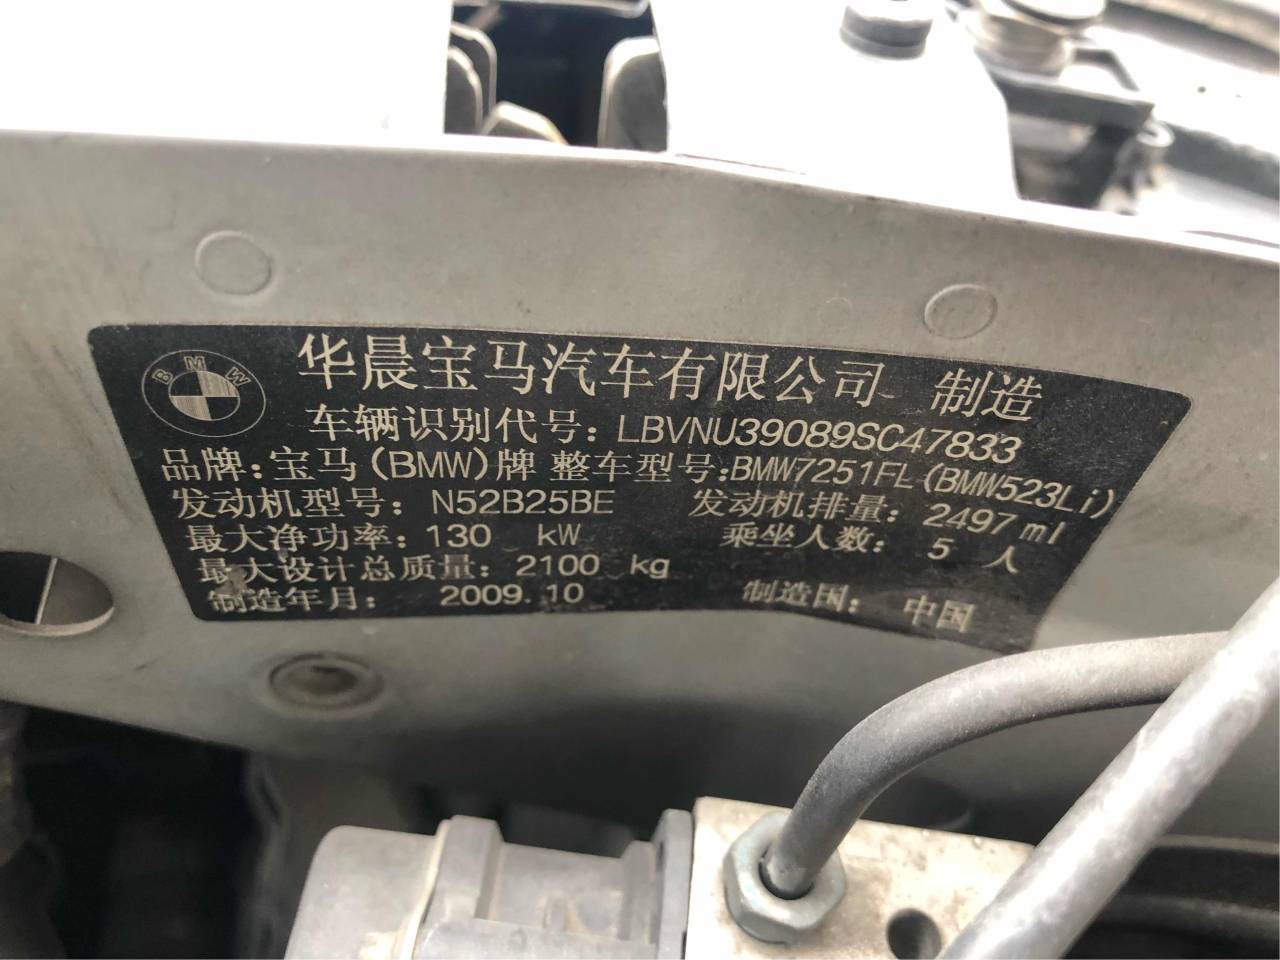 BMW
华晨宝马汽车有限公司 制造
车辆识别代号: LBVNU39089SC47833
品牌: 宝马(BMW)牌 整车型号:BMW7251FL(BMW523Li)
发动机型号: N52B25BE 发动机排量: 2497 ml
最大净功率: 130 kW 乘坐人数: 5 人
最大设计总质量: 2100 kg
制造年月: 2009.10 制造国: 中国